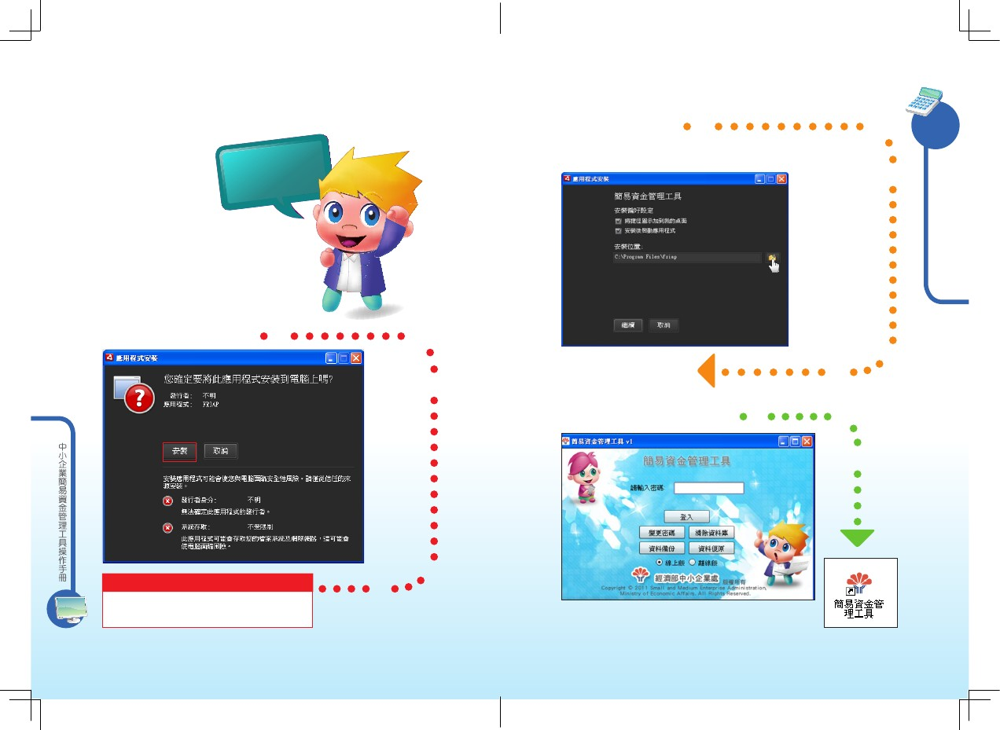 中小企業簡易資金管理工具操作手冊
應用程式安裝
您確定要將此應用程式安裝到電腦上嗎?
發行者: 不明
應用程式: FRIAP
安裝
取消
安裝應用程式可能會使您與電腦面臨安全性風險。請僅從信任的來
源安裝。
發行者身分: 不明
無法確定此應用程式的發行者。
系統存取: 不受限制
此應用程式可能會存取您的檔案系統及網際網路,這可能會
使電腦面臨風險。
應用程式安裝
簡易資金管理工具
安裝偏好設定
將捷徑圖示加到我的桌面
安裝後啟動應用程式
安裝位置:
C:\Program Files\friap
繼續
取消
簡易資金管理工具 v1
簡易資金管理工具
請輸入密碼:
登入
變更密碼
清除資料庫
資料備份
資料復原
線上版
離線版
經濟部中小企業處 版權所有
Copyright © 2011 Small and Medium Enterprise Administration,
Ministry of Economic Affairs. All Rights Reserved.
簡易資金管
理工具